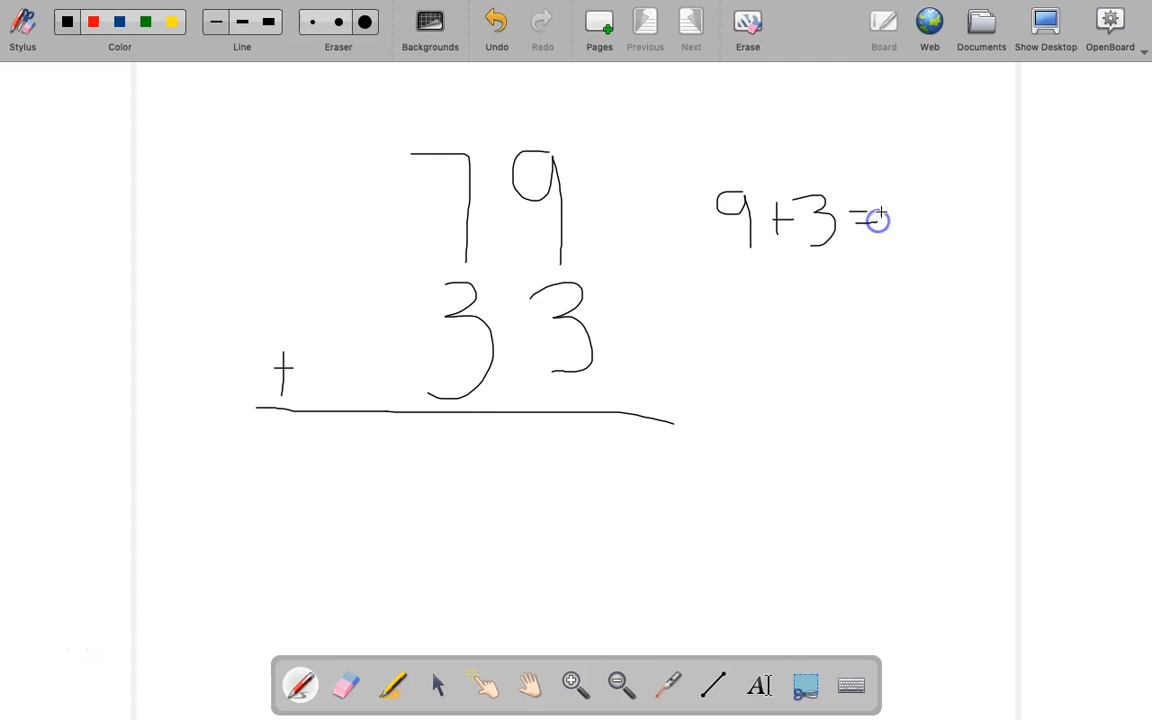 Stylus
Color
Line
Eraser
Backgrounds
Undo
Redo
Pages
Previous
Next
Erase
Board
Web
Documents
Show Desktop
OpenBoard
79
+ 33
9+3=